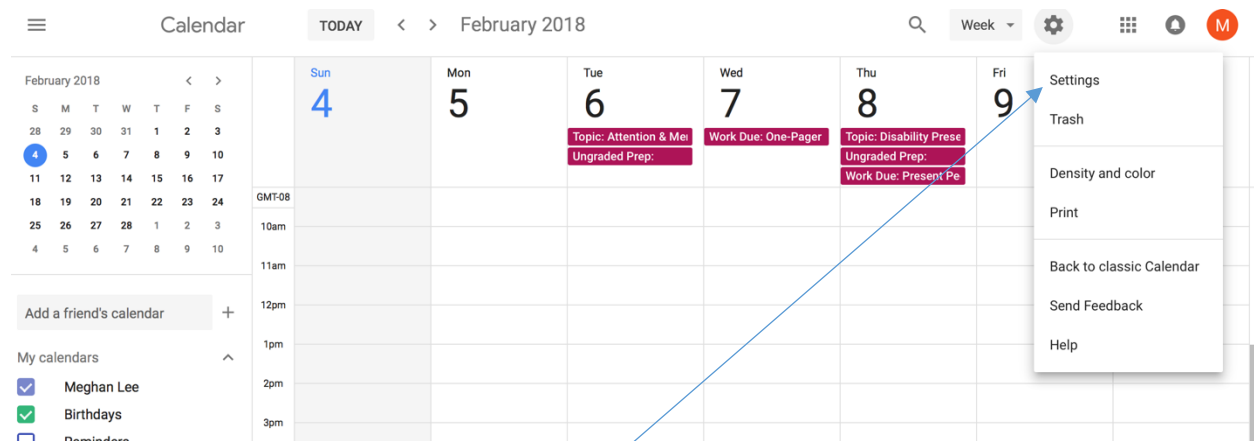 Calendar
TODAY
February 2018
Week
M
February 2018
S M T W T F S
28 29 30 31 1 2 3
4 5 6 7 8 9 10
11 12 13 14 15 16 17
18 19 20 21 22 23 24
25 26 27 28 1 2 3
4 5 6 7 8 9 10
Add a friend's calendar
My calendars
Meghan Lee
Birthdays
Reminders
Sun Mon Tue Wed Thu Fri
4 5 6 7 8 9
Topic: Attention & Me
Ungraded Prep:
Work Due: One-Pager
Topic: Disability Prese
Ungraded Prep:
Work Due: Present Pe
GMT-08
10am
11am
12pm
1pm
2pm
3pm
Settings
Trash
Density and color
Print
Back to classic Calendar
Send Feedback
Help